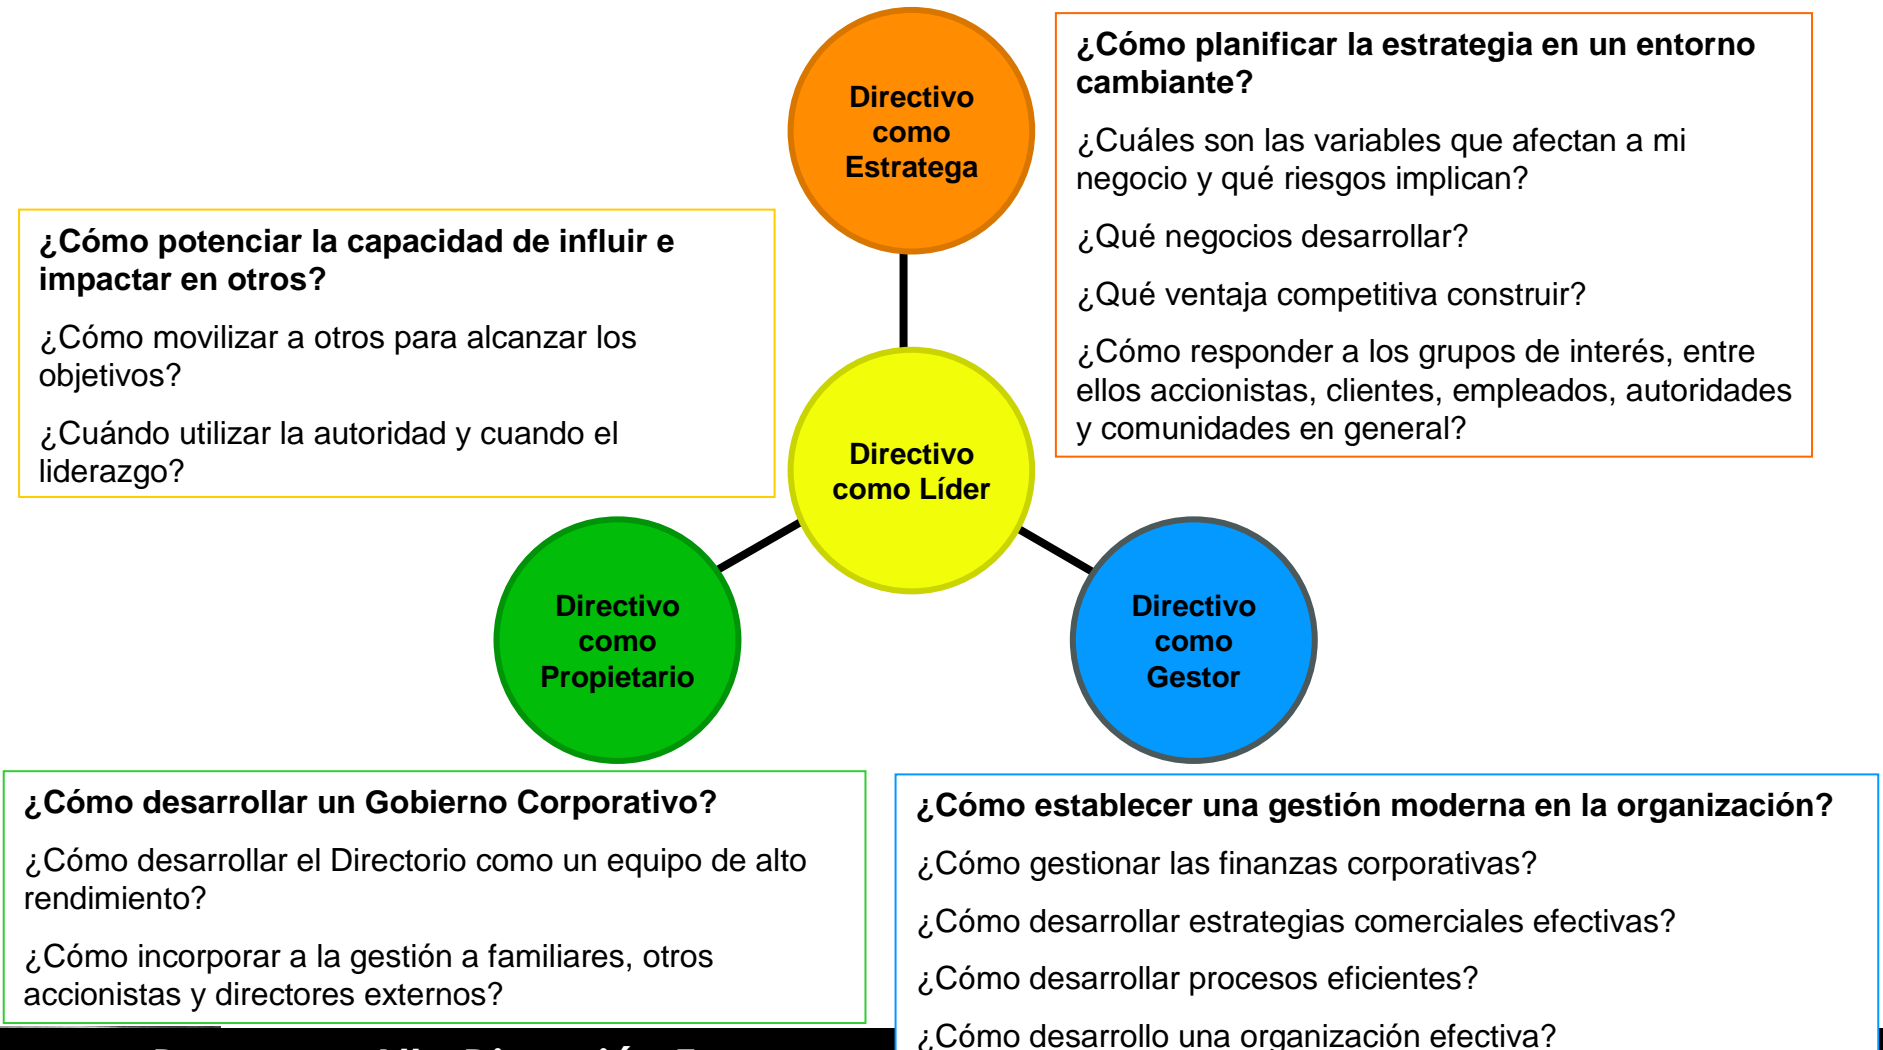 Directivo
como
Estratega
¿Cómo planificar la estrategia en un entorno
cambiante?
¿Cuáles son las variables que afectan a mi
negocio y qué riesgos implican?
¿Qué negocios desarrollar?
¿Qué ventaja competitiva construir?
¿Cómo responder a los grupos de interés, entre
ellos accionistas, clientes, empleados, autoridades
y comunidades en general?
¿Cómo potenciar la capacidad de influir e
impactar en otros?
¿Cómo movilizar a otros para alcanzar los
objetivos?
¿Cuándo utilizar la autoridad y cuando el
liderazgo?
Directivo
como Líder
Directivo
como
Propietario
Directivo
como
Gestor
¿Cómo desarrollar un Gobierno Corporativo?
¿Cómo desarrollar el Directorio como un equipo de alto
rendimiento?
¿Cómo incorporar a la gestión a familiares, otros
accionistas y directores externos?
¿Cómo establecer una gestión moderna en la organización?
¿Cómo gestionar las finanzas corporativas?
¿Cómo desarrollar estrategias comerciales efectivas?
¿Cómo desarrollar procesos eficientes?
¿Cómo desarrollo una organización efectiva?